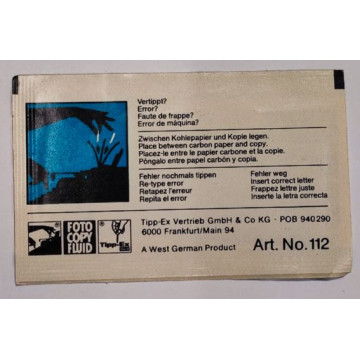 Vertippt?
Error?
Faute de frappe?
Error de máquina?
Zwischen Kohlepapier und Kopie legen.
Place between carbon paper and copy.
Placez-le entre le papier carbone et la copie.
Póngalo entre papel carbón y copia.
Fehler nochmals tippen
Re-type error
Retapez l'erreur
Repita el error
Fehler weg
Insert correct letter
Frappez lettre juste
Inserte la letra correcta
FOTO
COPY
FLUID
Tipp-Ex
Tipp-Ex Vertrieb GmbH & Co KG · POB 940290
6000 Frankfurt/Main 94
A West German Product
Art. No. 112